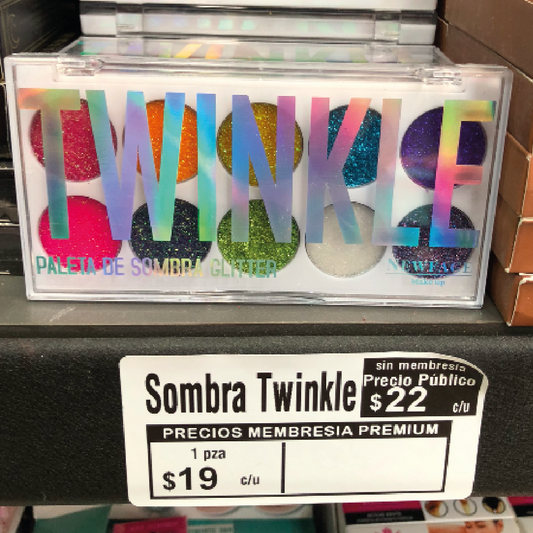 TWINKLE
PALETA DE SOMBRA GLITTER
NEWFACE
MAKEUP
Sombra Twinkle
sin membresía
Precio Público
$22 c/u
PRECIOS MEMBRESIA PREMIUM
1 pza
$19 c/u